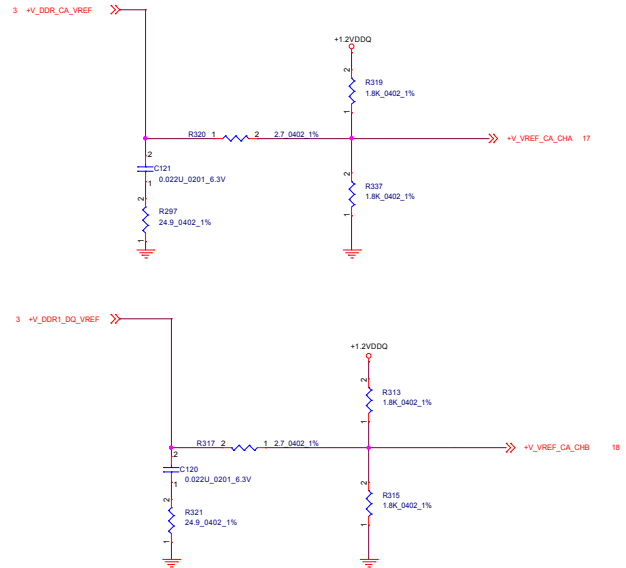 3 +V_DDR_CA_VREF
+1.2VDDQ
2
R319
1.8K_0402_1%
1
R320 1 2 2.7_0402_1%
+V_VREF_CA_CHA 17
2
C121
1
0.022U_0201_6.3V
2
R337
1.8K_0402_1%
1
2
R297
24.9_0402_1%
1
3 +V_DDR1_DQ_VREF
+1.2VDDQ
2
R313
1.8K_0402_1%
1
R317 2 1 2.7_0402_1%
+V_VREF_CA_CHB 18
2
C120
0.022U_0201_6.3V
1
2
R315
1.8K_0402_1%
1
2
R321
24.9_0402_1%
1